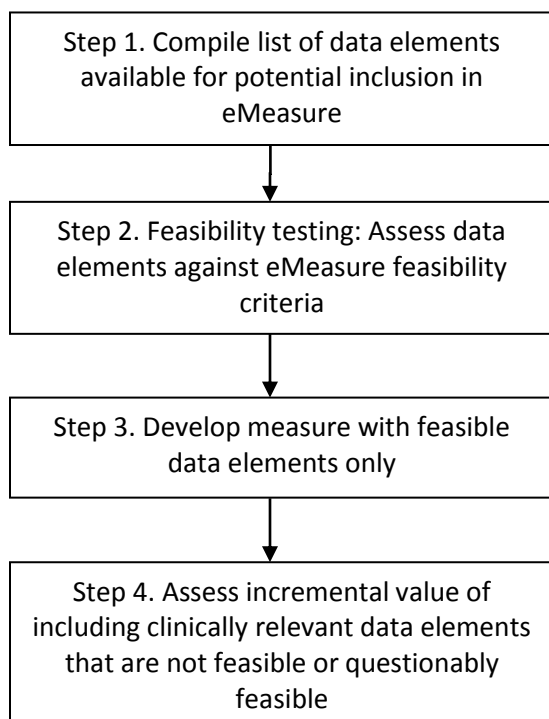 Step 1. Compile list of data elements
available for potential inclusion in
eMeasure
Step 2. Feasibility testing: Assess data
elements against eMeasure feasibility
criteria
Step 3. Develop measure with feasible
data elements only
Step 4. Assess incremental value of
including clinically relevant data elements
that are not feasible or questionably
feasible